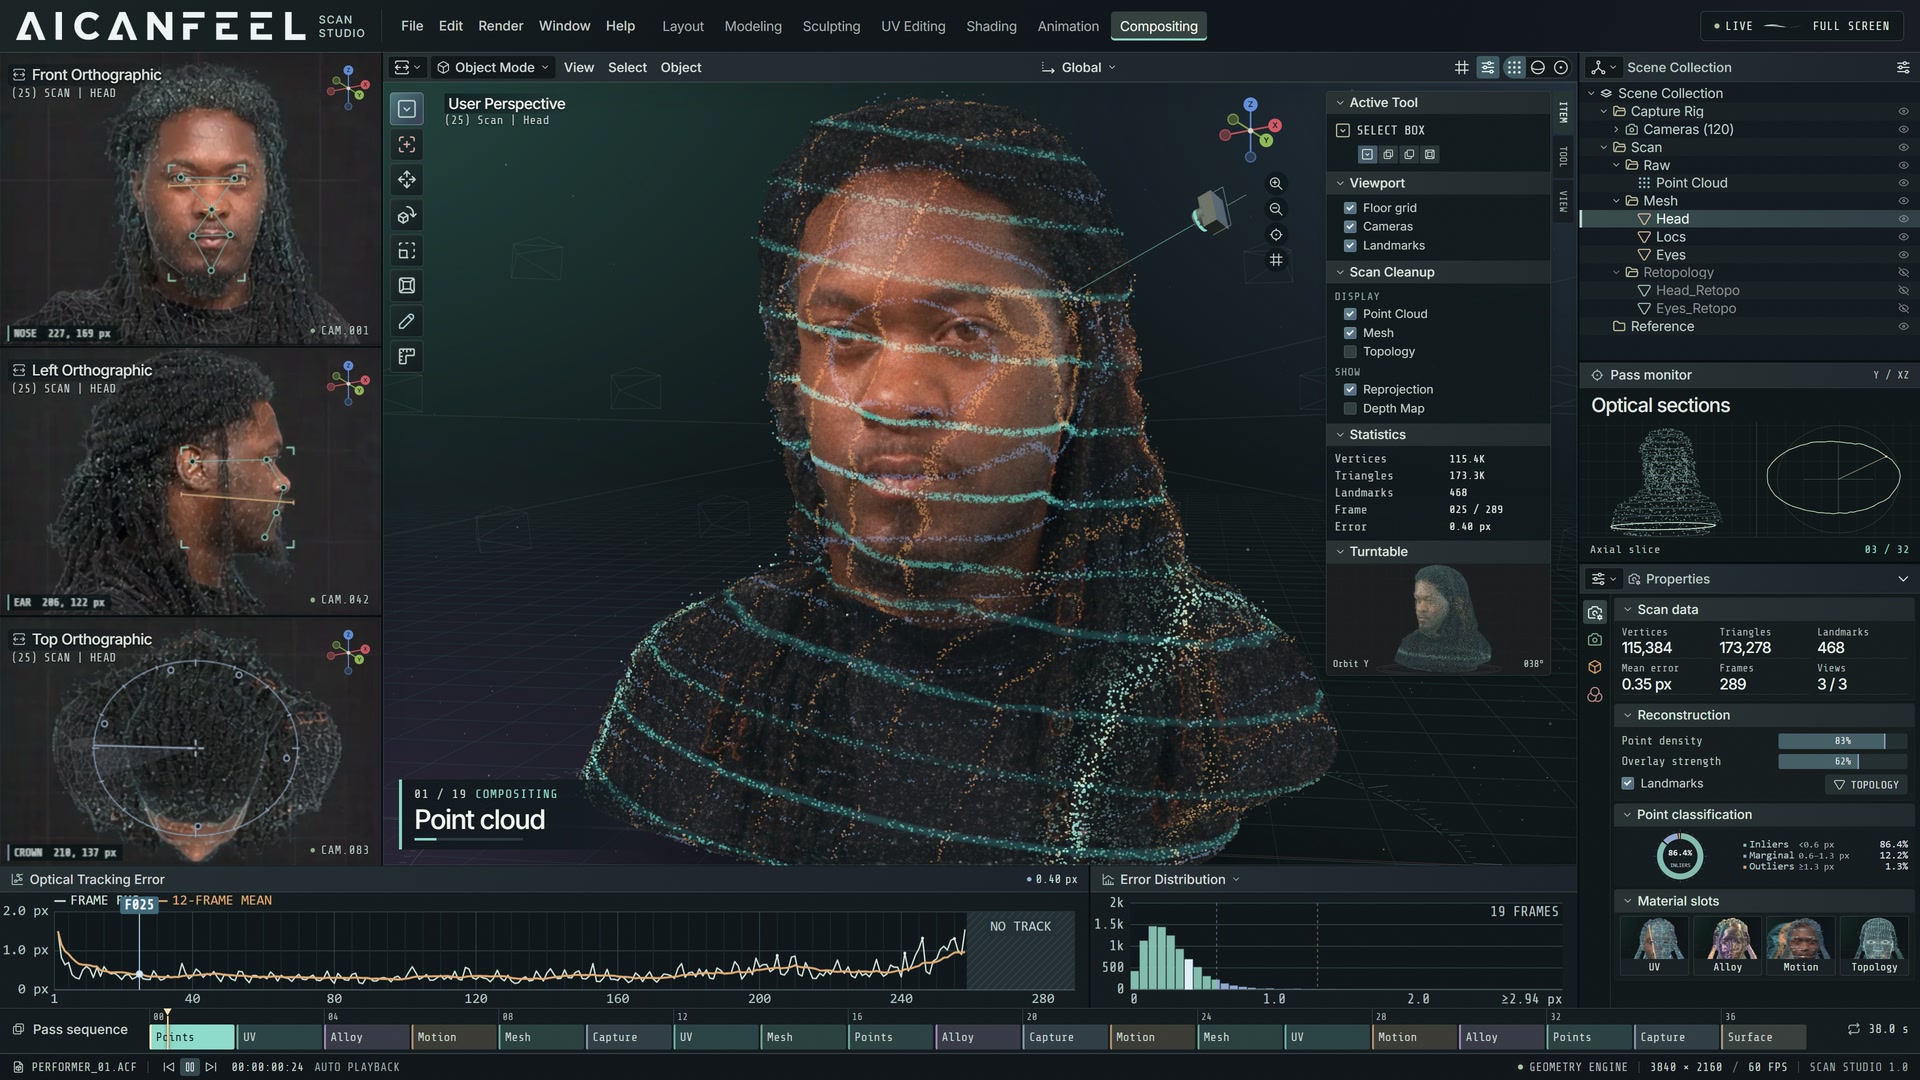 AICANFEEL SCAN STUDIO
File Edit Render Window Help Layout Modeling Sculpting UV Editing Shading Animation Compositing
LIVE FULL SCREEN
Front Orthographic
(25) SCAN | HEAD
NOSE 227, 169 px
CAM.001
Left Orthographic
(25) SCAN | HEAD
EAR 206, 122 px
CAM.042
Top Orthographic
(25) SCAN | HEAD
CROWN 210, 137 px
CAM.083
Object Mode View Select Object
Global
User Perspective
(25) Scan | Head
Z X Y
01 / 19 COMPOSITING
Point cloud
Active Tool
SELECT BOX
Viewport
Floor grid
Cameras
Landmarks
Scan Cleanup
DISPLAY
Point Cloud
Mesh
Topology
SHOW
Reprojection
Depth Map
Statistics
Vertices 115.4K
Triangles 173.3K
Landmarks 468
Frame 025 / 289
Error 0.40 px
Turntable
Orbit Y 038°
ITEM
TOOL
VIEW
Scene Collection
Scene Collection
Capture Rig
Cameras (120)
Scan
Raw
Point Cloud
Mesh
Head
Locs
Eyes
Retopology
Head_Retopo
Eyes_Retopo
Reference
Pass monitor Y / XZ
Optical sections
Axial slice 03 / 32
Properties
Scan data
Vertices Triangles Landmarks
115,384 173,278 468
Mean error Frames Views
0.35 px 289 3 / 3
Reconstruction
Point density 83%
Overlay strength 62%
Landmarks TOPOLOGY
Point classification
86.4%
INLIERS
Inliers <0.6 px 86.4%
Marginal 0.6–1.3 px 12.2%
Outliers ≥1.3 px 1.3%
Material slots
UV Alloy Motion Topology
Optical Tracking Error 0.40 px
FRAME F025 12-FRAME MEAN
2.0 px
1.0 px
0 px
NO TRACK
1 40 80 120 160 200 240 280
Error Distribution
19 FRAMES
2k
1.5k
1k
500
0
0 1.0 2.0 ≥2.94 px
Pass sequence
00 04 08 12 16 20 24 28 32 36
Points UV Alloy Motion Mesh Capture UV Mesh Points Alloy Capture Motion Mesh UV Motion Alloy Points Capture Surface
38.0 s
PERFORMER_01.ACF 00:00:00:24 AUTO PLAYBACK
GEOMETRY ENGINE 3840 × 2160 / 60 FPS SCAN STUDIO 1.0